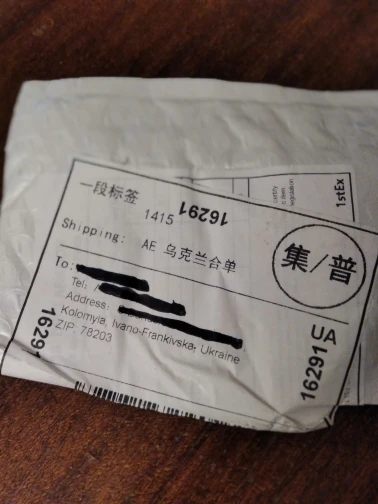 一段标签
1415
16291
Shipping: AE 乌克兰合单
集/普
To:
Tel:
Address:
Kolomyia, Ivano-Frankivska, Ukraine
ZIP: 78203
16291
UA
16291
1stEx